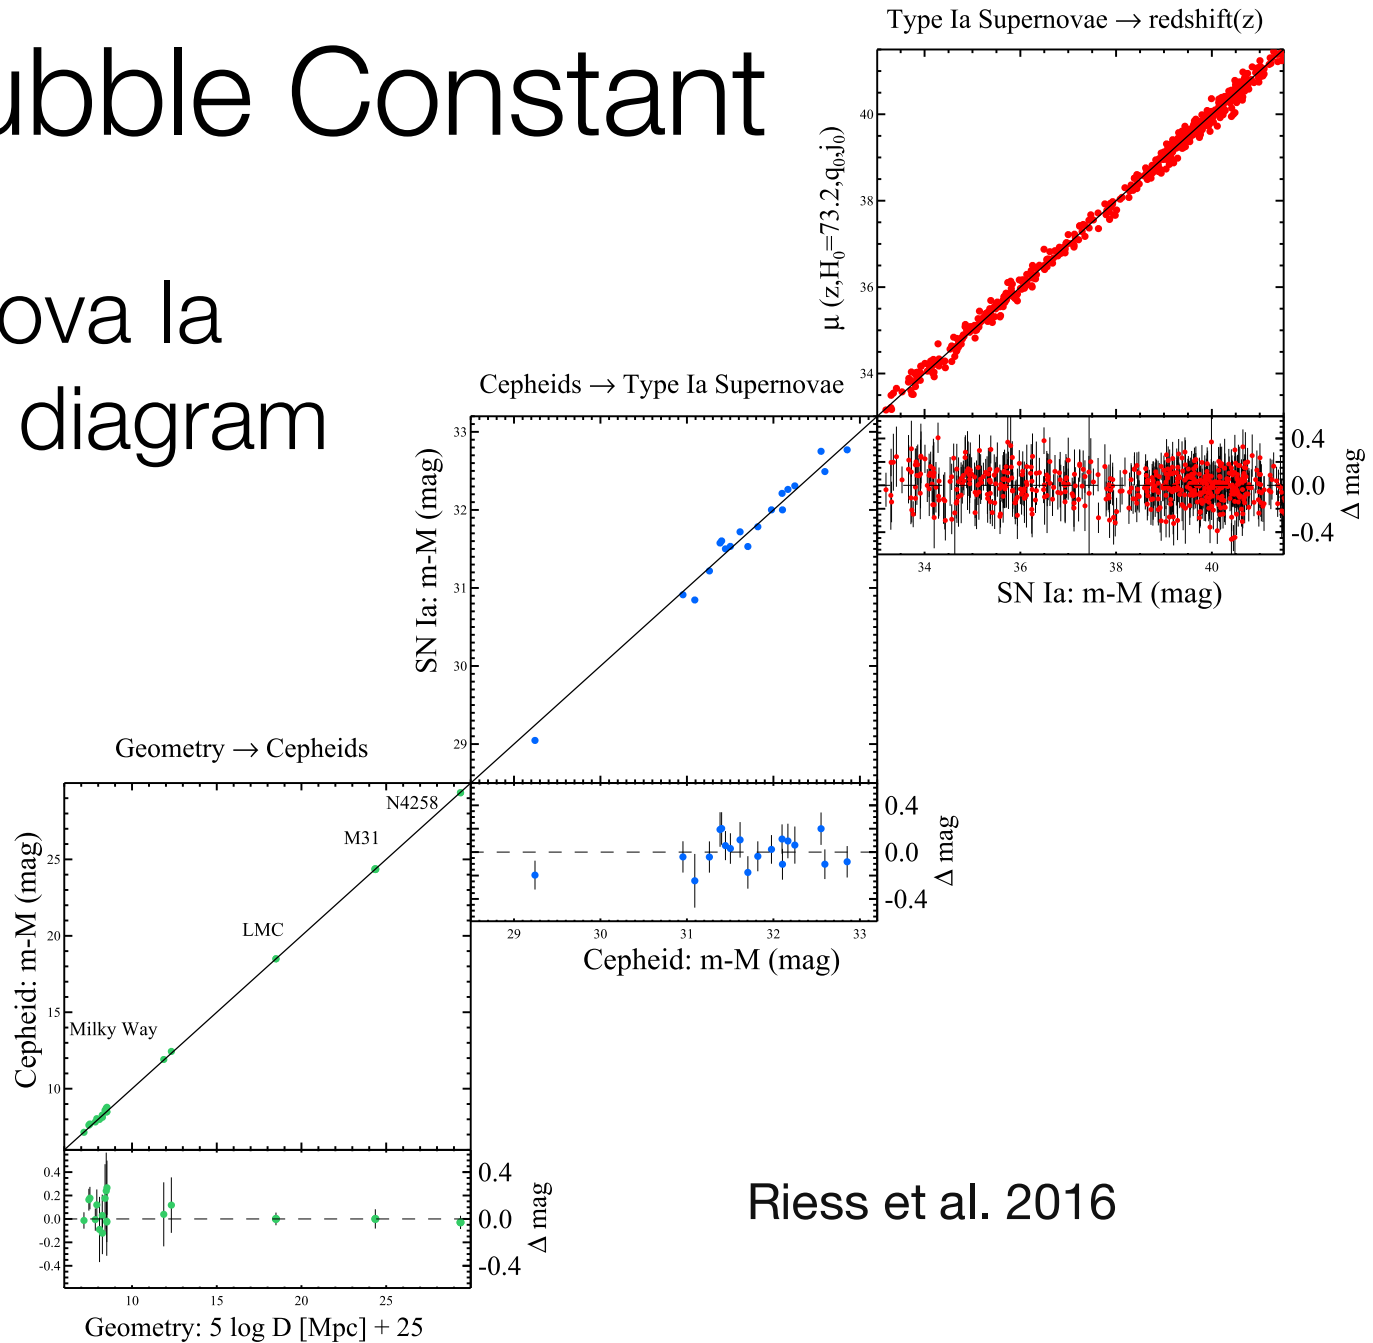 ubble Constant
ova Ia
diagram
Type Ia Supernovae → redshift(z)
μ (z,H₀=73.2,q₀,j₀)
40
38
36
34
0.4
0.0
-0.4
Δ mag
34 36 38 40
SN Ia: m-M (mag)
Cepheids → Type Ia Supernovae
SN Ia: m-M (mag)
33
32
31
30
29
0.4
0.0
-0.4
Δ mag
29 30 31 32 33
Cepheid: m-M (mag)
Geometry → Cepheids
Cepheid: m-M (mag)
25
20
15
10
N4258
M31
LMC
Milky Way
0.4
0.2
0.0
-0.2
-0.4
0.4
0.0
-0.4
Δ mag
10 15 20 25
Geometry: 5 log D [Mpc] + 25
Riess et al. 2016